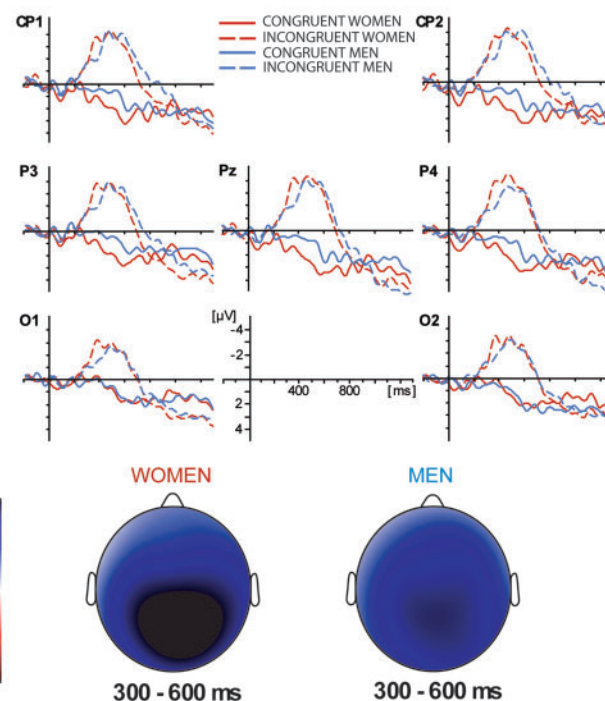 CP1
CONGRUENT WOMEN
INCONGRUENT WOMEN
CONGRUENT MEN
INCONGRUENT MEN
CP2
P3
Pz
P4
O1
[μV]
-4
-2
400
800
[ms]
2
4
O2
WOMEN
MEN
300 - 600 ms
300 - 600 ms